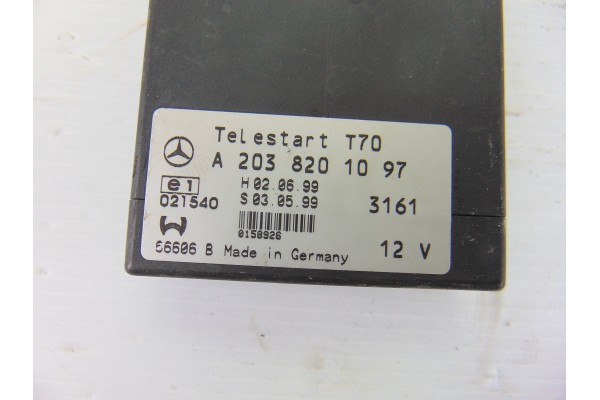 Telestart T70
A 203 820 10 97
e1 H 02.06.99
021540 S 03.05.99 3161
0158926
66606 B Made in Germany 12 V